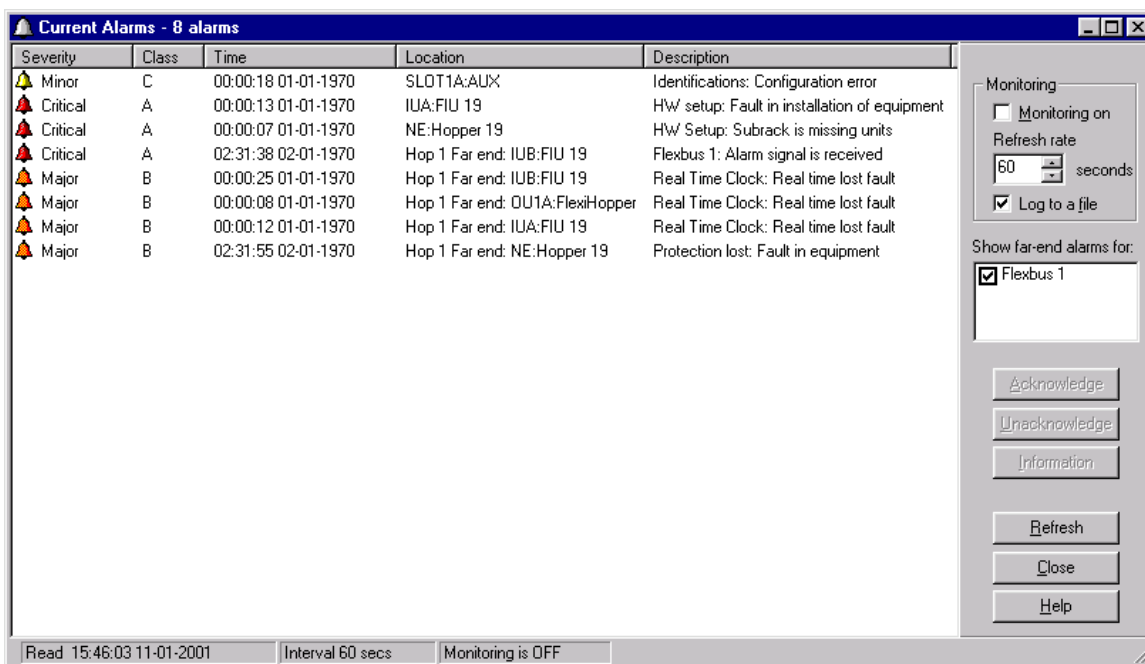 Current Alarms - 8 alarms
Severity Class Time Location Description
Minor C 00:00:18 01-01-1970 SLOT1A:AUX Identifications: Configuration error
Critical A 00:00:13 01-01-1970 IUA:FIU 19 HW setup: Fault in installation of equipment
Critical A 00:00:07 01-01-1970 NE:Hopper 19 HW Setup: Subrack is missing units
Critical A 02:31:38 02-01-1970 Hop 1 Far end: IUB:FIU 19 Flexbus 1: Alarm signal is received
Major B 00:00:25 01-01-1970 Hop 1 Far end: IUB:FIU 19 Real Time Clock: Real time lost fault
Major B 00:00:08 01-01-1970 Hop 1 Far end: OU1A:FlexiHopper Real Time Clock: Real time lost fault
Major B 00:00:12 01-01-1970 Hop 1 Far end: IUA:FIU 19 Real Time Clock: Real time lost fault
Major B 02:31:55 02-01-1970 Hop 1 Far end: NE:Hopper 19 Protection lost: Fault in equipment
Monitoring
Monitoring on
Refresh rate
60 seconds
Log to a file
Show far-end alarms for:
Flexbus 1
Acknowledge
Unacknowledge
Information
Refresh
Close
Help
Read 15:46:03 11-01-2001 Interval 60 secs Monitoring is OFF